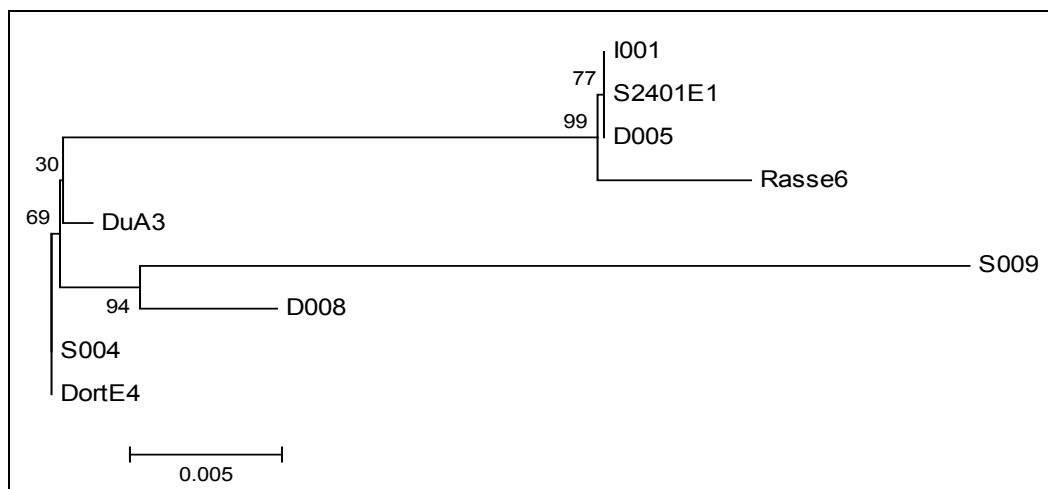 I001
77
S2401E1
99
D005
30
Rasse6
69
DuA3
S009
94
D008
S004
DortE4
0.005